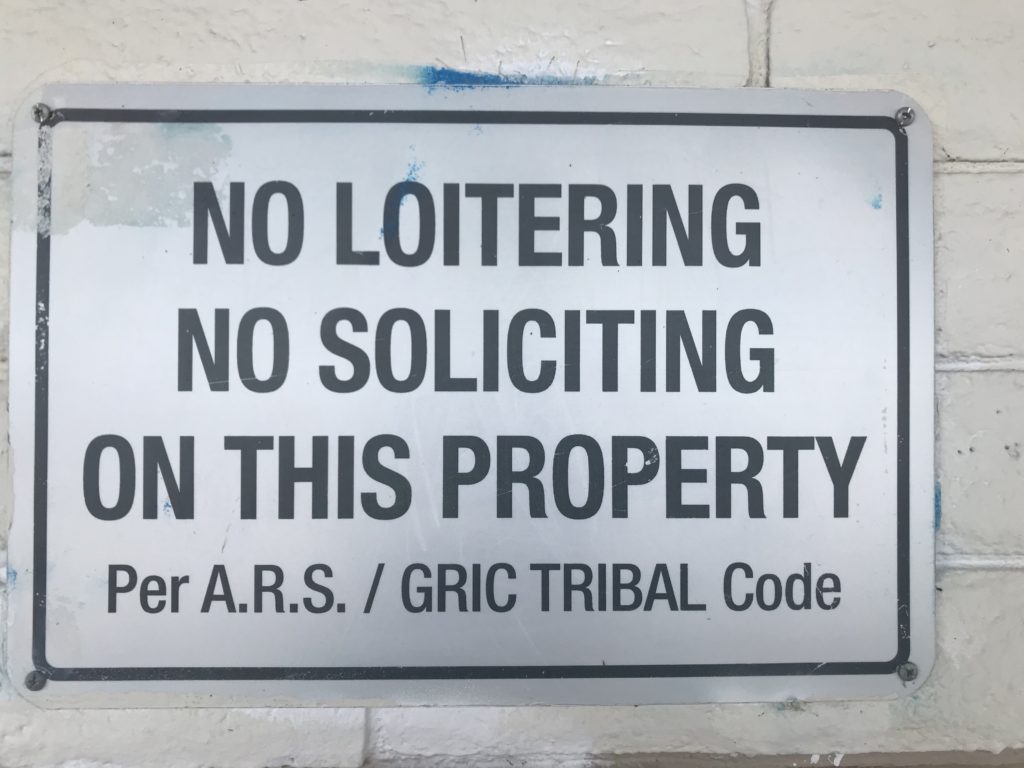 NO LOITERING
NO SOLICITING
ON THIS PROPERTY
Per A.R.S. / GRIC TRIBAL Code